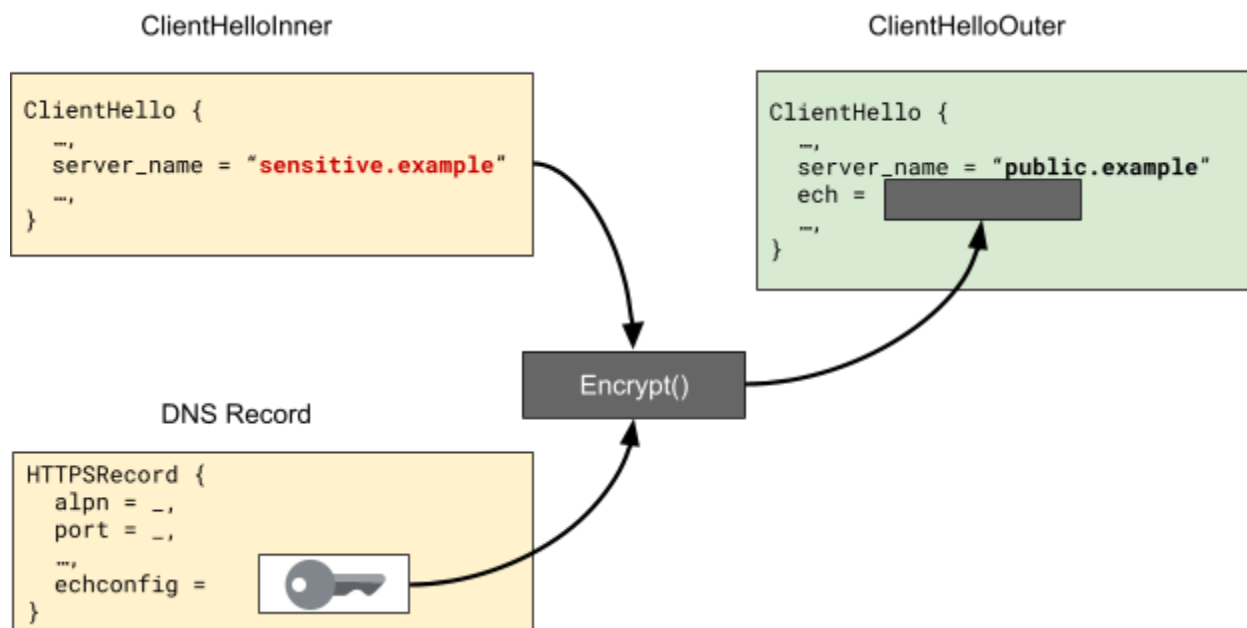 ClientHelloInner
ClientHello {
…,
server_name = “sensitive.example”
…,
}
ClientHelloOuter
ClientHello {
…,
server_name = “public.example”
ech =
…,
}
Encrypt()
DNS Record
HTTPSRecord {
alpn = _,
port = _,
…,
echconfig =
}